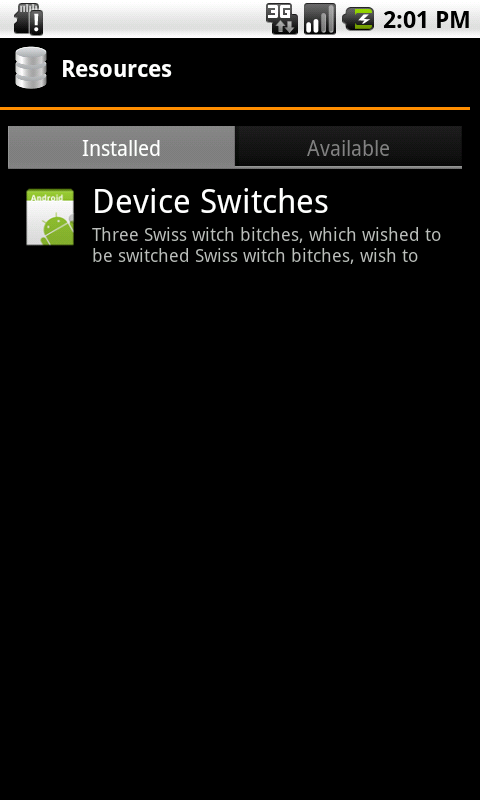 3G
2:01 PM
Resources
Installed
Available
Android
Device Switches
Three Swiss witch bitches, which wished to
be switched Swiss witch bitches, wish to